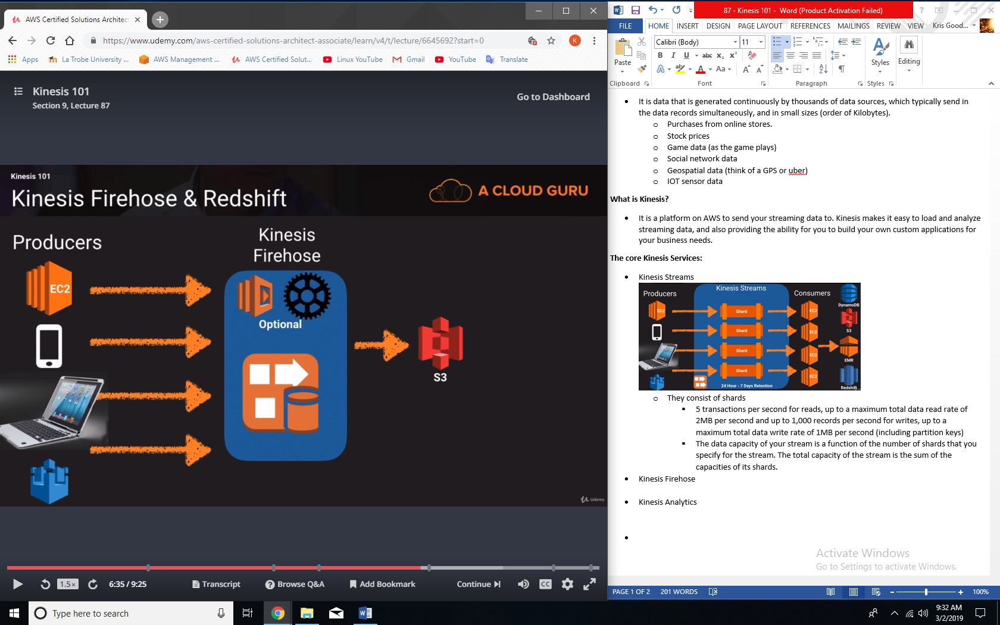 AWS Certified Solutions Architect
https://www.udemy.com/aws-certified-solutions-architect-associate/learn/v4/t/lecture/6645692?start=0
K
Apps
La Trobe University ...
AWS Management ...
AWS Certified Solut...
Linux YouTube
Gmail
YouTube
Translate
Kinesis 101
Section 9, Lecture 87
Go to Dashboard
Kinesis 101
Kinesis Firehose & Redshift
A CLOUD GURU
Producers
Kinesis
Firehose
EC2
Optional
S3
Udemy
1.5x
6:35 / 9:25
Transcript
Browse Q&A
Add Bookmark
Continue
CC
87 - Kinesis 101 - Word (Product Activation Failed)
FILE
HOME
INSERT
DESIGN
PAGE LAYOUT
REFERENCES
MAILINGS
REVIEW
VIEW
Kris Good...
Paste
Calibri (Body)
11
Styles
Editing
Clipboard
Font
Paragraph
Styles
• It is data that is generated continuously by thousands of data sources, which typically send in
the data records simultaneously, and in small sizes (order of Kilobytes).
o Purchases from online stores.
o Stock prices
o Game data (as the game plays)
o Social network data
o Geospatial data (think of a GPS or uber)
o IOT sensor data
What is Kinesis?
• It is a platform on AWS to send your streaming data to. Kinesis makes it easy to load and analyze
streaming data, and also providing the ability for you to build your own custom applications for
your business needs.
The core Kinesis Services:
• Kinesis Streams
Producers
Kinesis Streams
Consumers
DynamoDB
EC2
Shard
EC2
S3
Shard
EC2
Shard
EC2
EMR
Shard
EC2
24 Hour - 7 Days Retention
Redshift
o They consist of shards
▪ 5 transactions per second for reads, up to a maximum total data read rate of
2MB per second and up to 1,000 records per second for writes, up to a
maximum total data write rate of 1MB per second (including partition keys)
▪ The data capacity of your stream is a function of the number of shards that you
specify for the stream. The total capacity of the stream is the sum of the
capacities of its shards.
• Kinesis Firehose
• Kinesis Analytics
•
Activate Windows
Go to Settings to activate Windows.
PAGE 1 OF 2
201 WORDS
100%
Type here to search
9:32 AM
3/2/2019